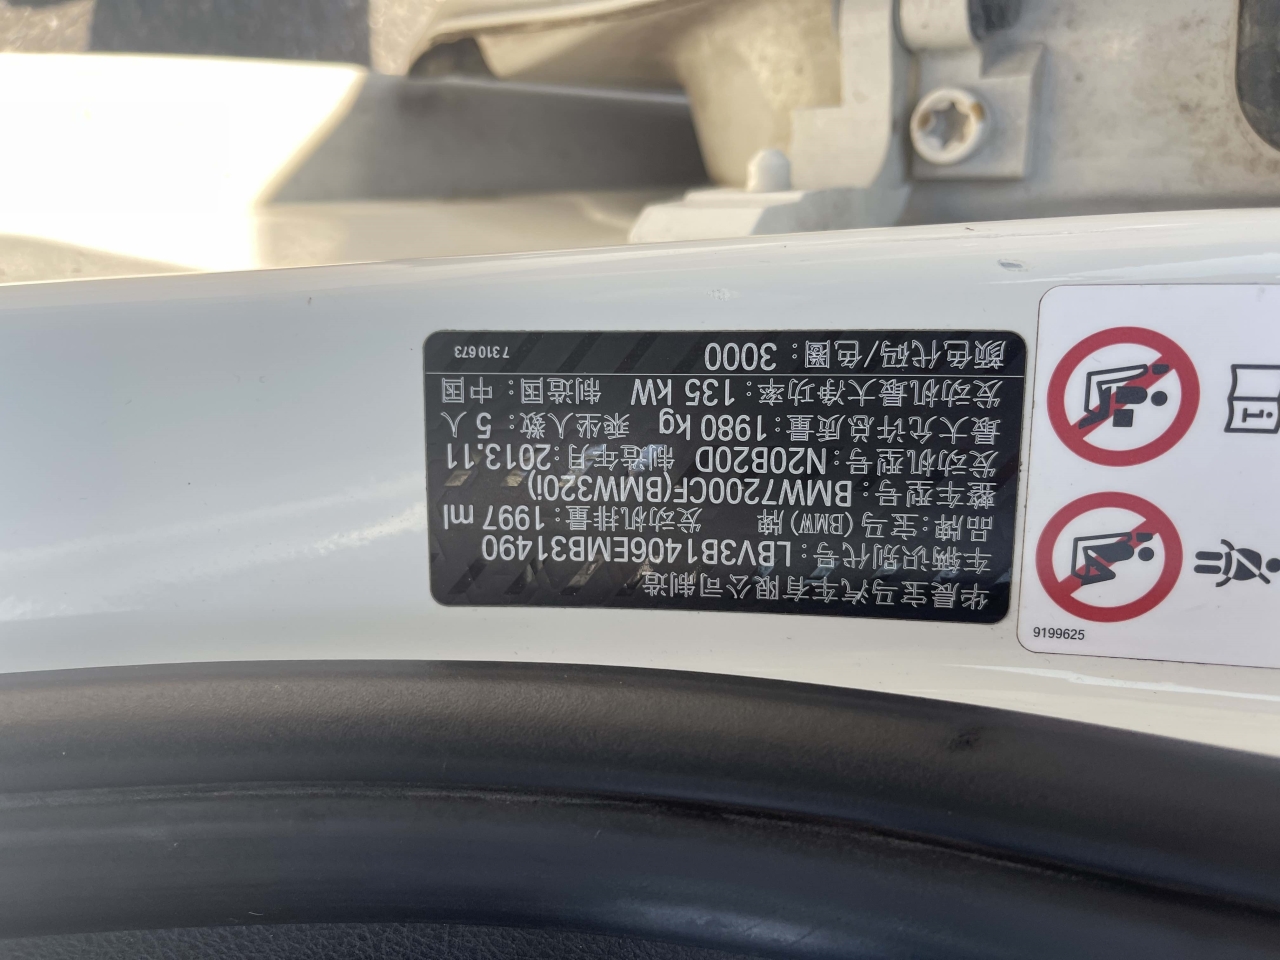 华晨宝马汽车有限公司制造
车辆识别代号：LBV3B1406EMB31490
品牌：宝马（BMW）牌 发动机排量：1997 ml
整车型号：BMW7200CF(BMW320i)
发动机型号：N20B20D 制造年月：2013.11
最大允许总质量：1980 kg 乘坐人数：5 人
发动机最大净功率：135 kW 制造国：中国
颜色代码/色圈：3000 7310673
9199625